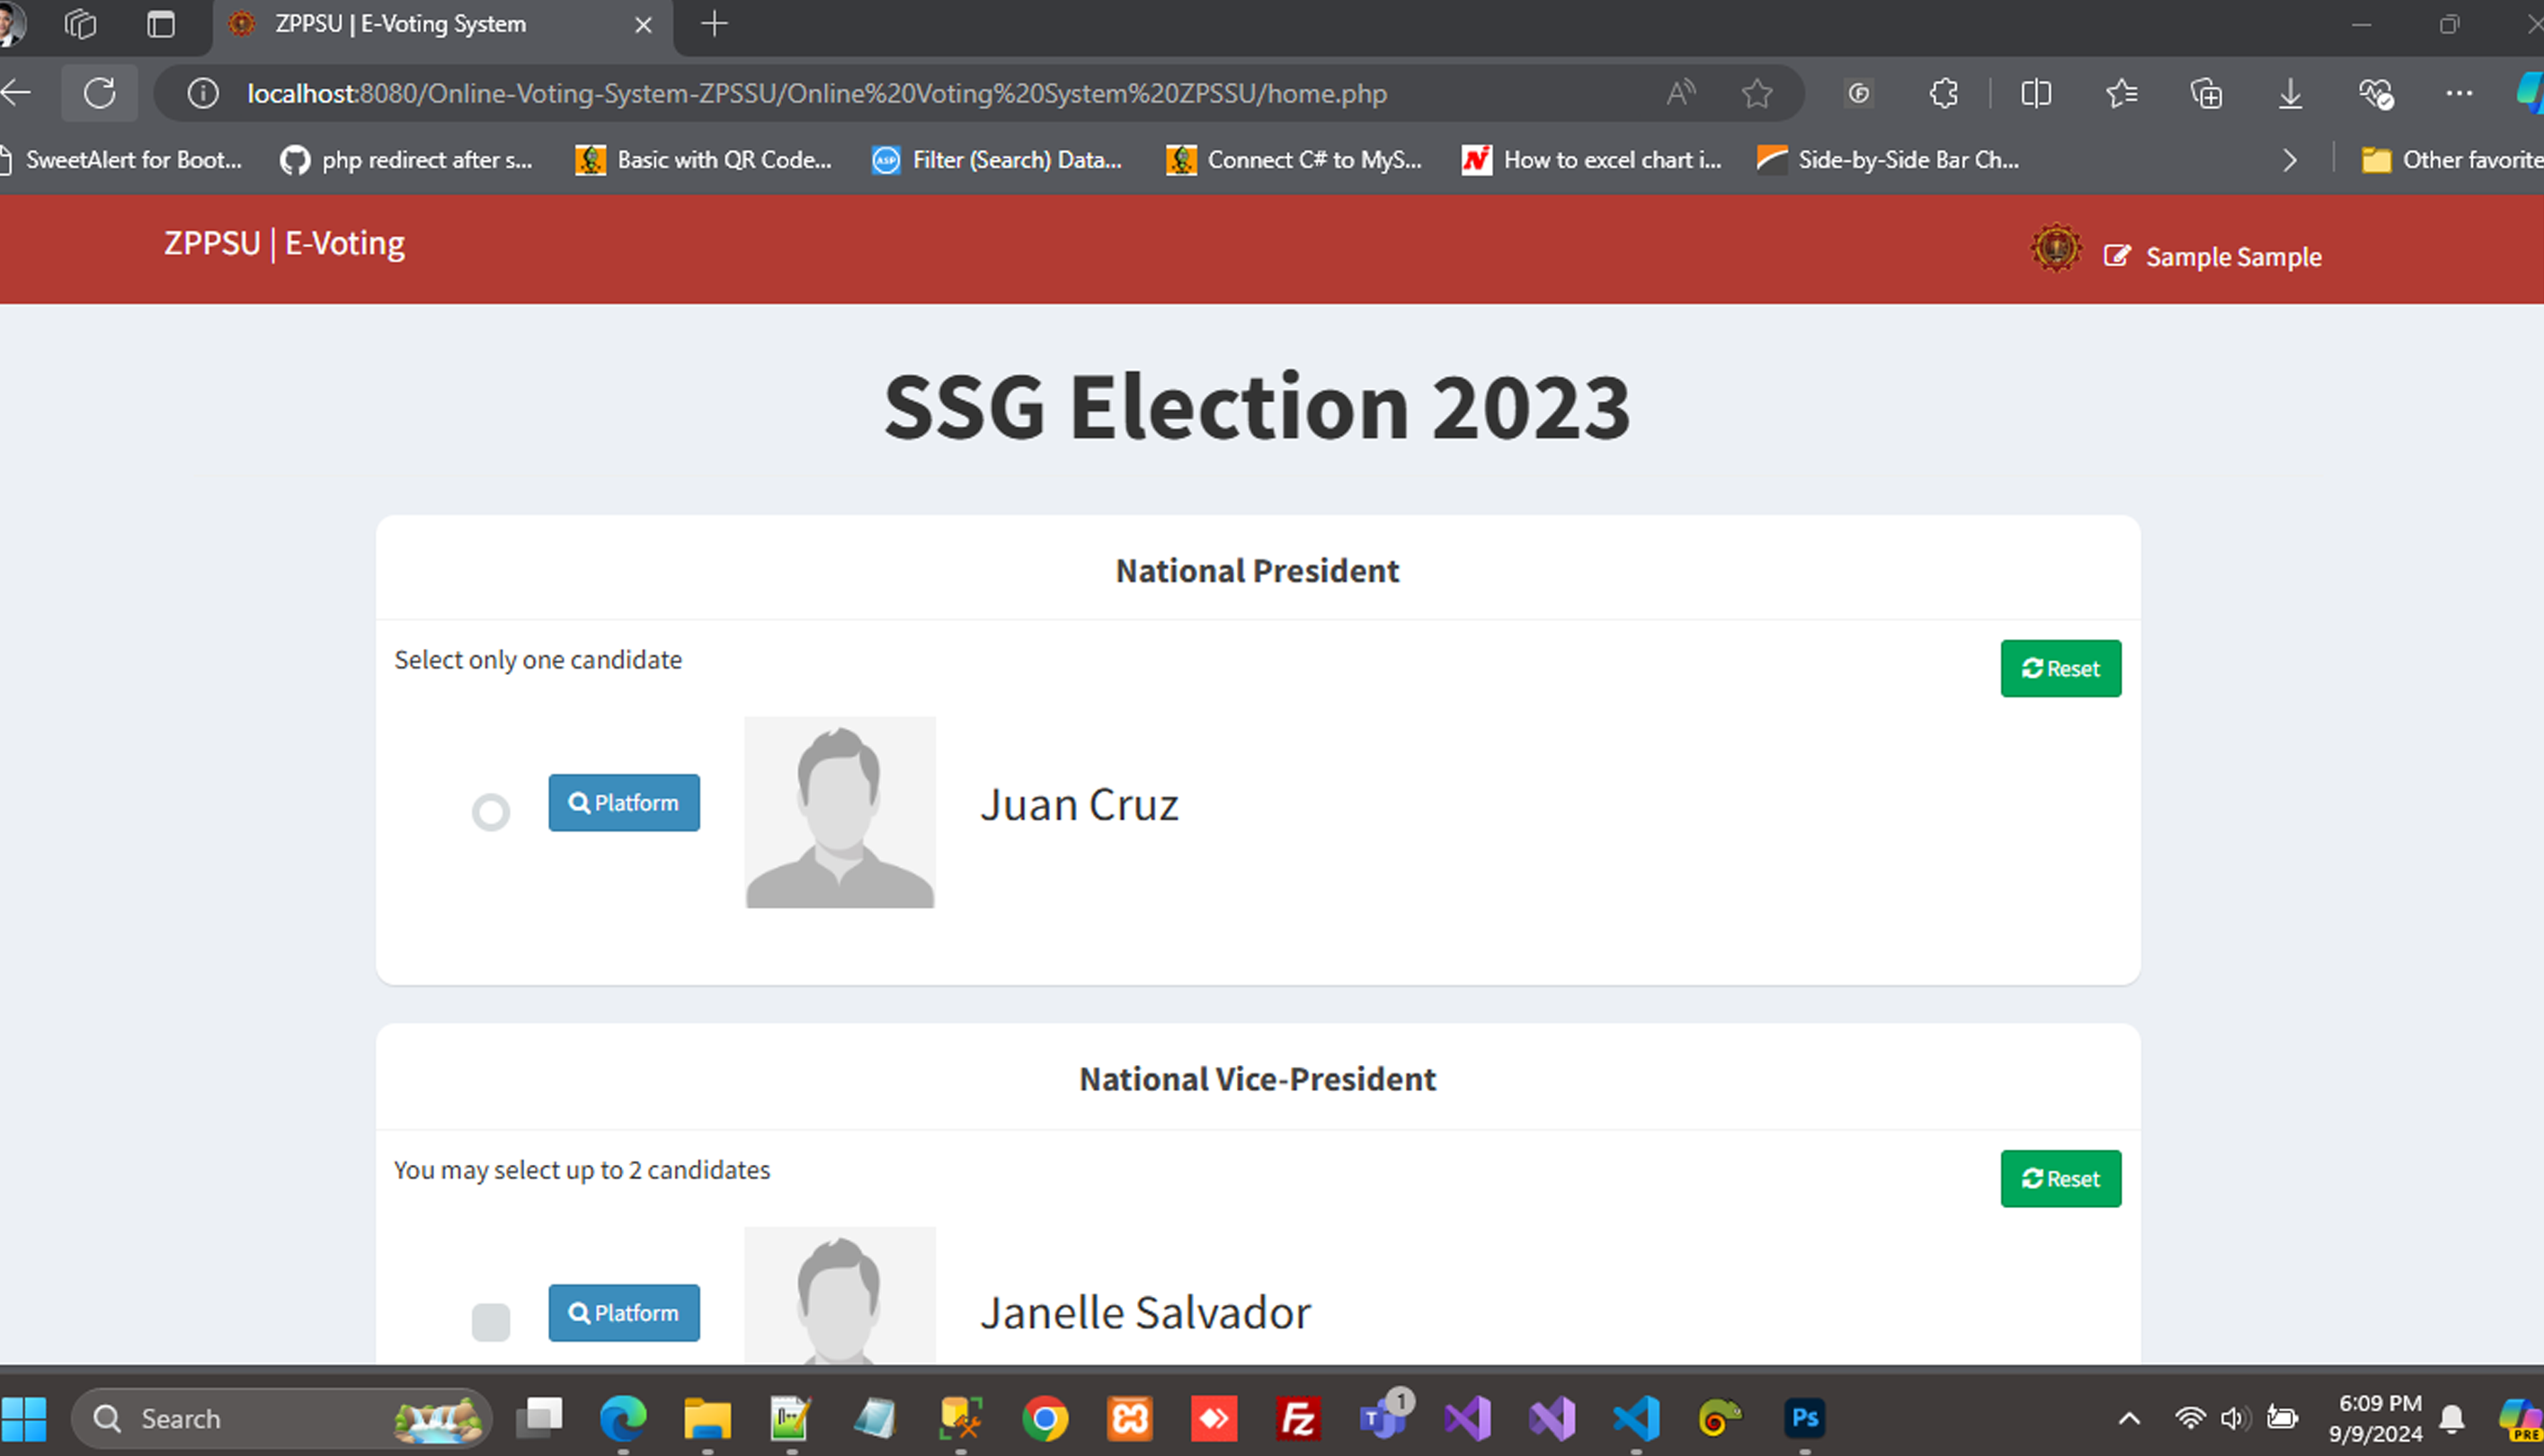 ZPPSU | E-Voting System
localhost:8080/Online-Voting-System-ZPSSU/Online%20Voting%20System%20ZPSSU/home.php
SweetAlert for Boot... php redirect after s... Basic with QR Code... Filter (Search) Data... Connect C# to MyS... How to excel chart i... Side-by-Side Bar Ch... Other favorite
ZPPSU | E-Voting Sample Sample
SSG Election 2023
National President
Select only one candidate Reset
Platform Juan Cruz
National Vice-President
You may select up to 2 candidates Reset
Platform Janelle Salvador
Search 1 Ps 6:09 PM
9/9/2024 PRE